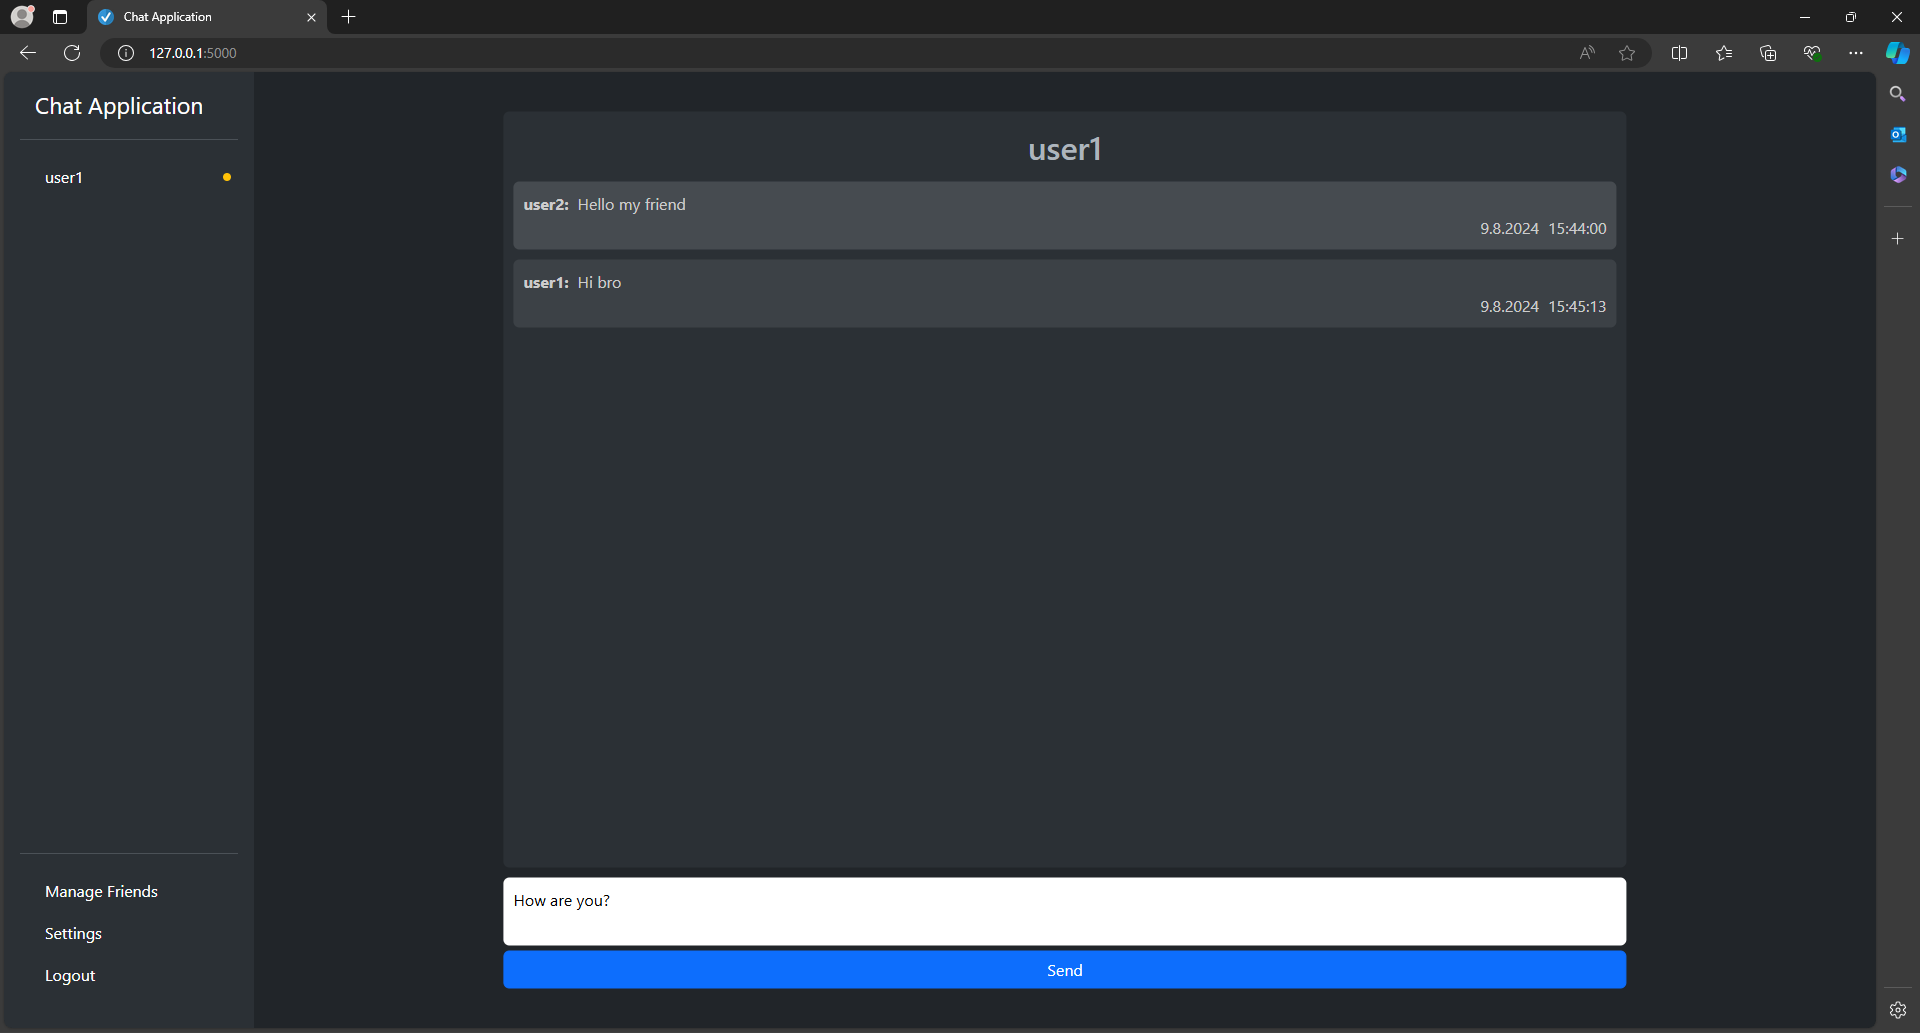 Chat Application
127.0.0.1:5000
Chat Application
user1
user1
user2: Hello my friend
9.8.2024 15:44:00
user1: Hi bro
9.8.2024 15:45:13
How are you?
Send
Manage Friends
Settings
Logout